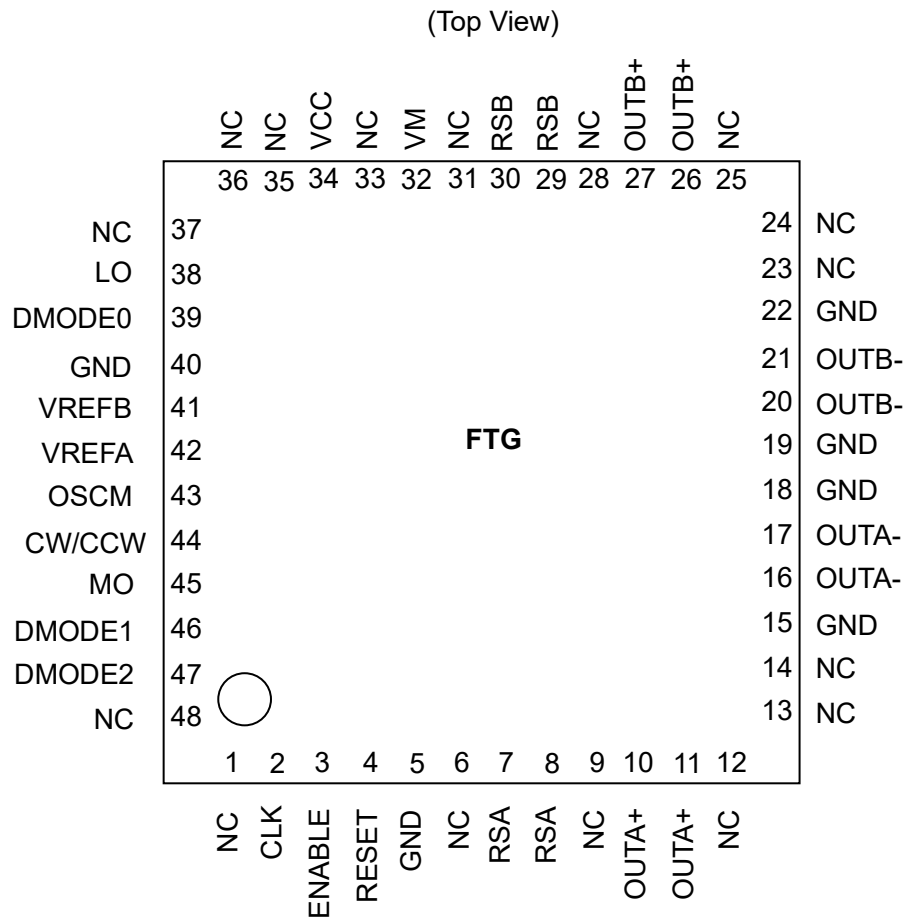 (Top View)
NC NC VCC NC VM NC RSB RSB NC OUTB+ OUTB+ NC
36 35 34 33 32 31 30 29 28 27 26 25
NC 37
LO 38
DMODE0 39
GND 40
VREFB 41
VREFA 42
OSCM 43
CW/CCW 44
MO 45
DMODE1 46
DMODE2 47
NC 48
FTG
24 NC
23 NC
22 GND
21 OUTB-
20 OUTB-
19 GND
18 GND
17 OUTA-
16 OUTA-
15 GND
14 NC
13 NC
1 2 3 4 5 6 7 8 9 10 11 12
NC CLK ENABLE RESET GND NC RSA RSA NC OUTA+ OUTA+ NC